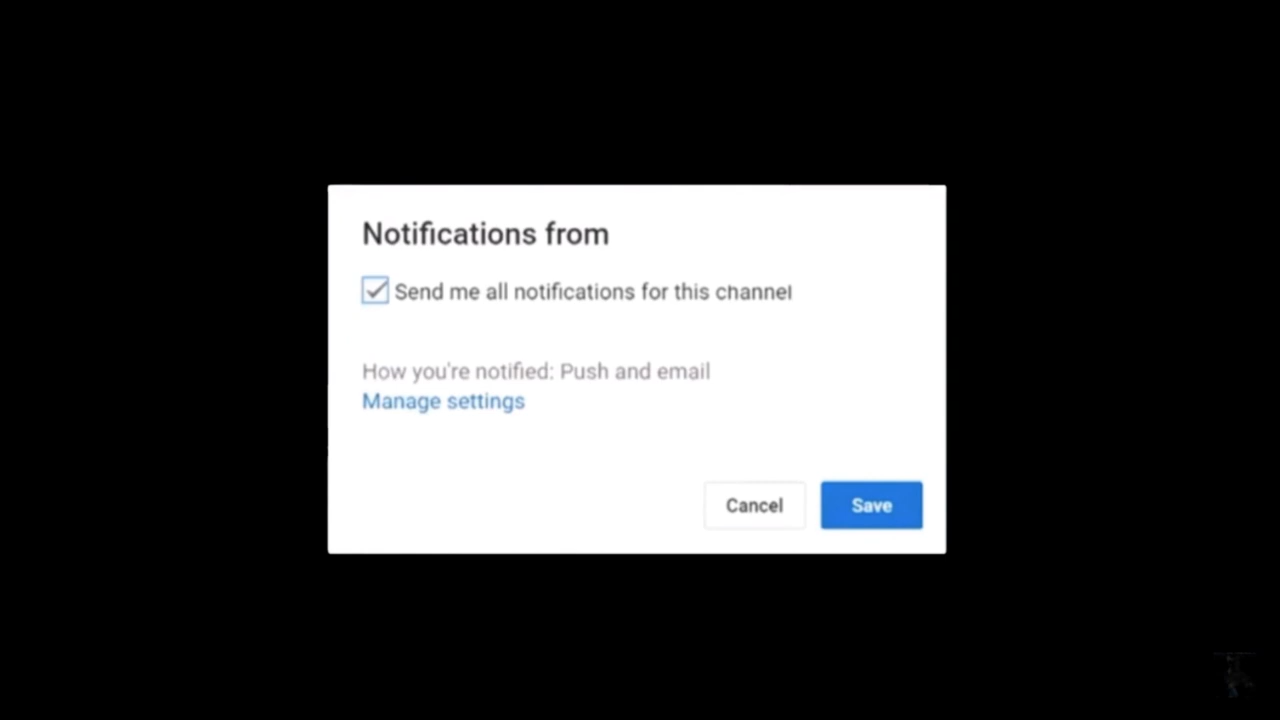 Notifications from
Send me all notifications for this channel
How you're notified: Push and email
Manage settings
Cancel Save